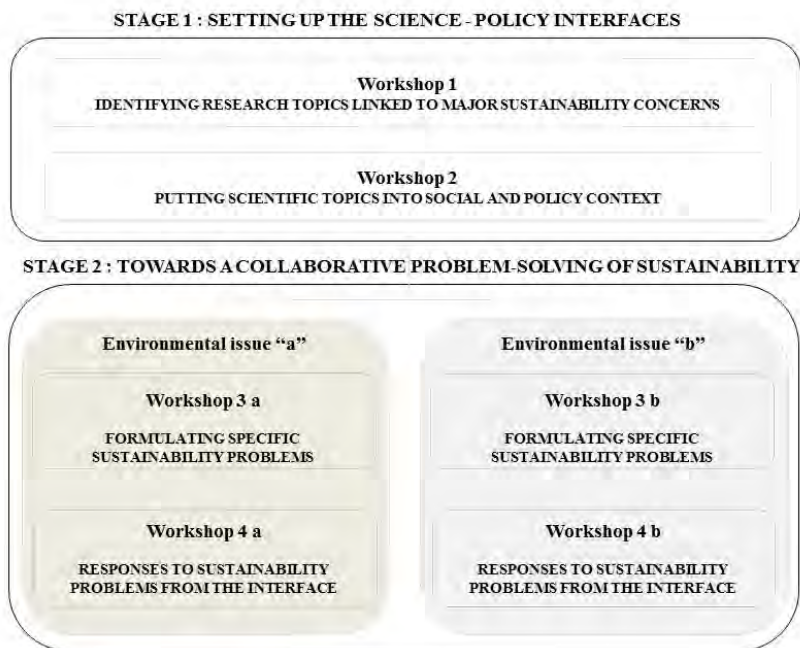 STAGE 1 : SETTING UP THE SCIENCE - POLICY INTERFACES
Workshop 1
IDENTIFYING RESEARCH TOPICS LINKED TO MAJOR SUSTAINABILITY CONCERNS
Workshop 2
PUTTING SCIENTIFIC TOPICS INTO SOCIAL AND POLICY CONTEXT
STAGE 2 : TOWARDS A COLLABORATIVE PROBLEM-SOLVING OF SUSTAINABILITY
Environmental issue “a”
Workshop 3 a
FORMULATING SPECIFIC
SUSTAINABILITY PROBLEMS
Workshop 4 a
RESPONSES TO SUSTAINABILITY
PROBLEMS FROM THE INTERFACE
Environmental issue “b”
Workshop 3 b
FORMULATING SPECIFIC
SUSTAINABILITY PROBLEMS
Workshop 4 b
RESPONSES TO SUSTAINABILITY
PROBLEMS FROM THE INTERFACE